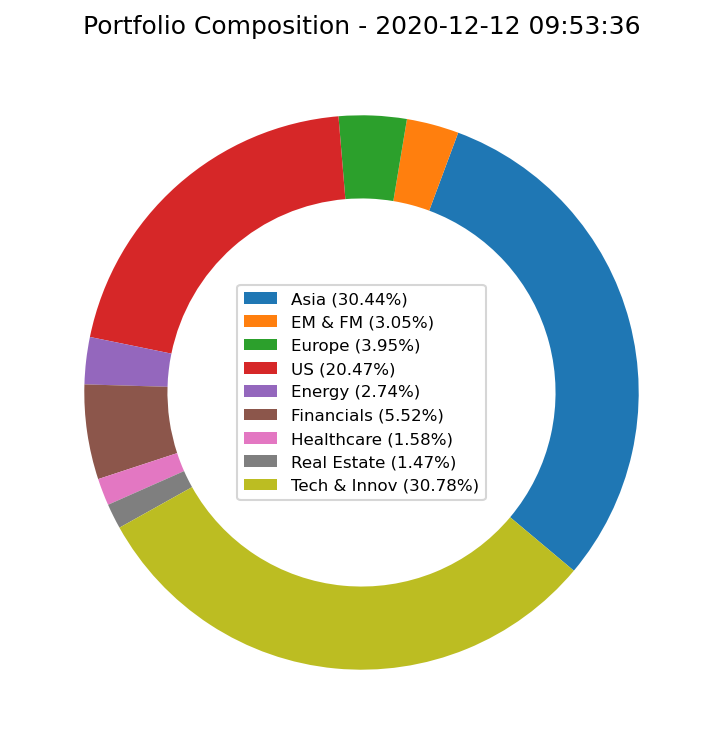 Portfolio Composition - 2020-12-12 09:53:36
Asia (30.44%)
EM & FM (3.05%)
Europe (3.95%)
US (20.47%)
Energy (2.74%)
Financials (5.52%)
Healthcare (1.58%)
Real Estate (1.47%)
Tech & Innov (30.78%)